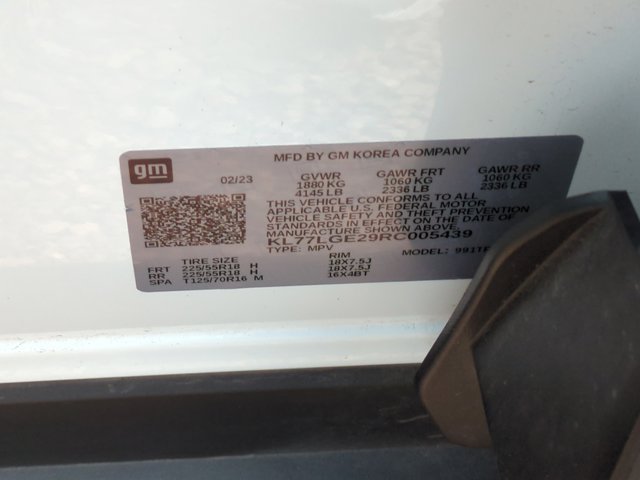 MFD BY GM KOREA COMPANY
gm
02/23
GVWR GAWR FRT GAWR RR
1880 KG 1060 KG 1060 KG
4145 LB 2336 LB 2336 LB
THIS VEHICLE CONFORMS TO ALL
APPLICABLE U.S. FEDERAL MOTOR
VEHICLE SAFETY AND THEFT PREVENTION
STANDARDS IN EFFECT ON THE DATE OF
MANUFACTURE SHOWN ABOVE.
KL77LGE29RC005439
TYPE: MPV MODEL:
TIRE SIZE RIM
FRT 225/55R18 H 18X7.5J
RR 225/55R18 H 18X7.5J
SPA T125/70R16 M 16X4BT